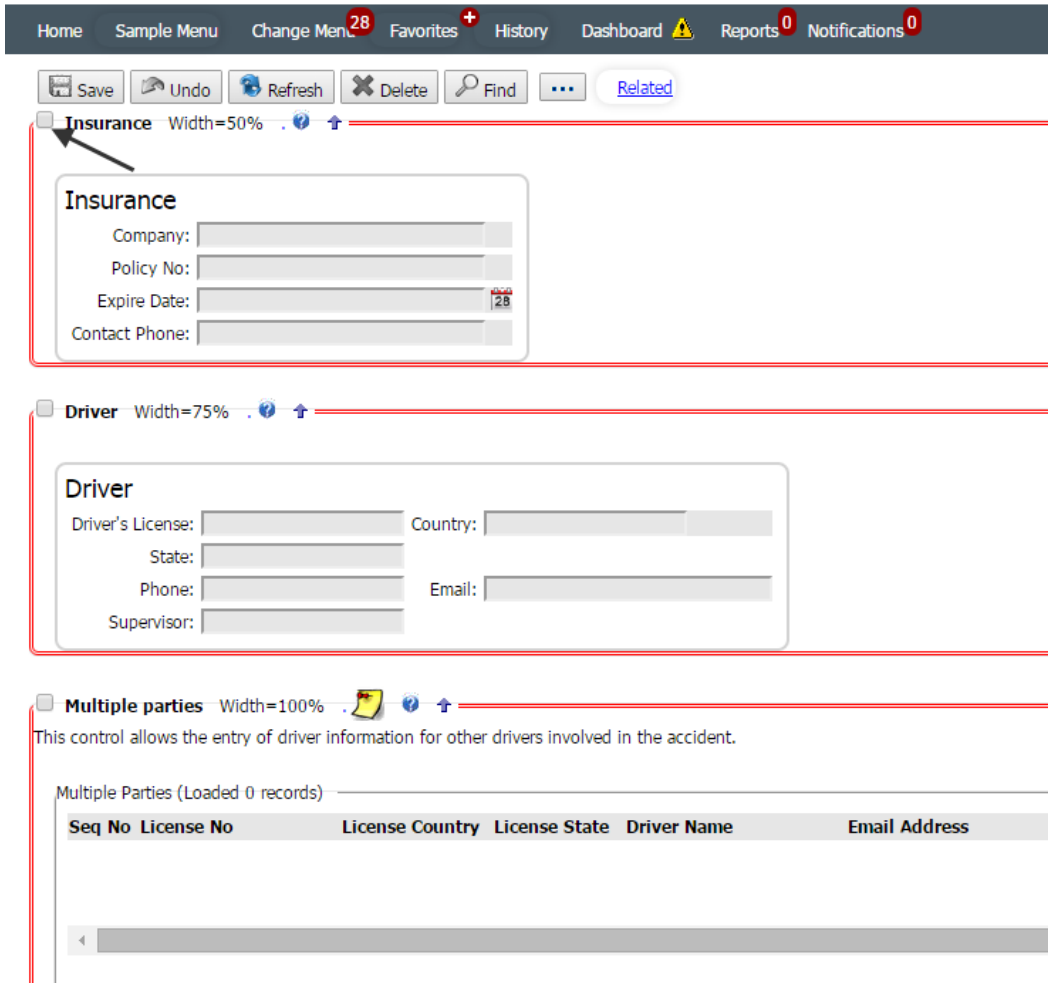 Home Sample Menu Change Menu 28 Favorites + History Dashboard Reports 0 Notifications 0
Save Undo Refresh Delete Find ... Related
Insurance Width=50% . ?
Insurance
Company:
Policy No:
Expire Date: 28
Contact Phone:
Driver Width=75% . ?
Driver
Driver's License: Country:
State:
Phone: Email:
Supervisor:
Multiple parties Width=100% . ?
This control allows the entry of driver information for other drivers involved in the accident.
Multiple Parties (Loaded 0 records)
Seq No License No License Country License State Driver Name Email Address